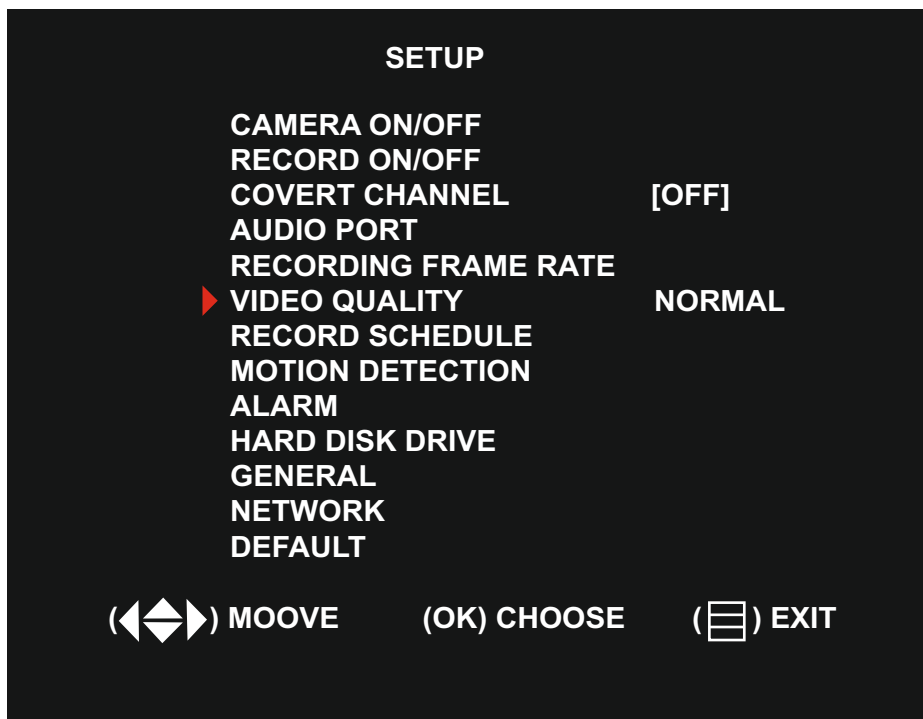 SETUP
CAMERA ON/OFF
RECORD ON/OFF
COVERT CHANNEL [OFF]
AUDIO PORT
RECORDING FRAME RATE
VIDEO QUALITY NORMAL
RECORD SCHEDULE
MOTION DETECTION
ALARM
HARD DISK DRIVE
GENERAL
NETWORK
DEFAULT
() MOOVE (OK) CHOOSE () EXIT